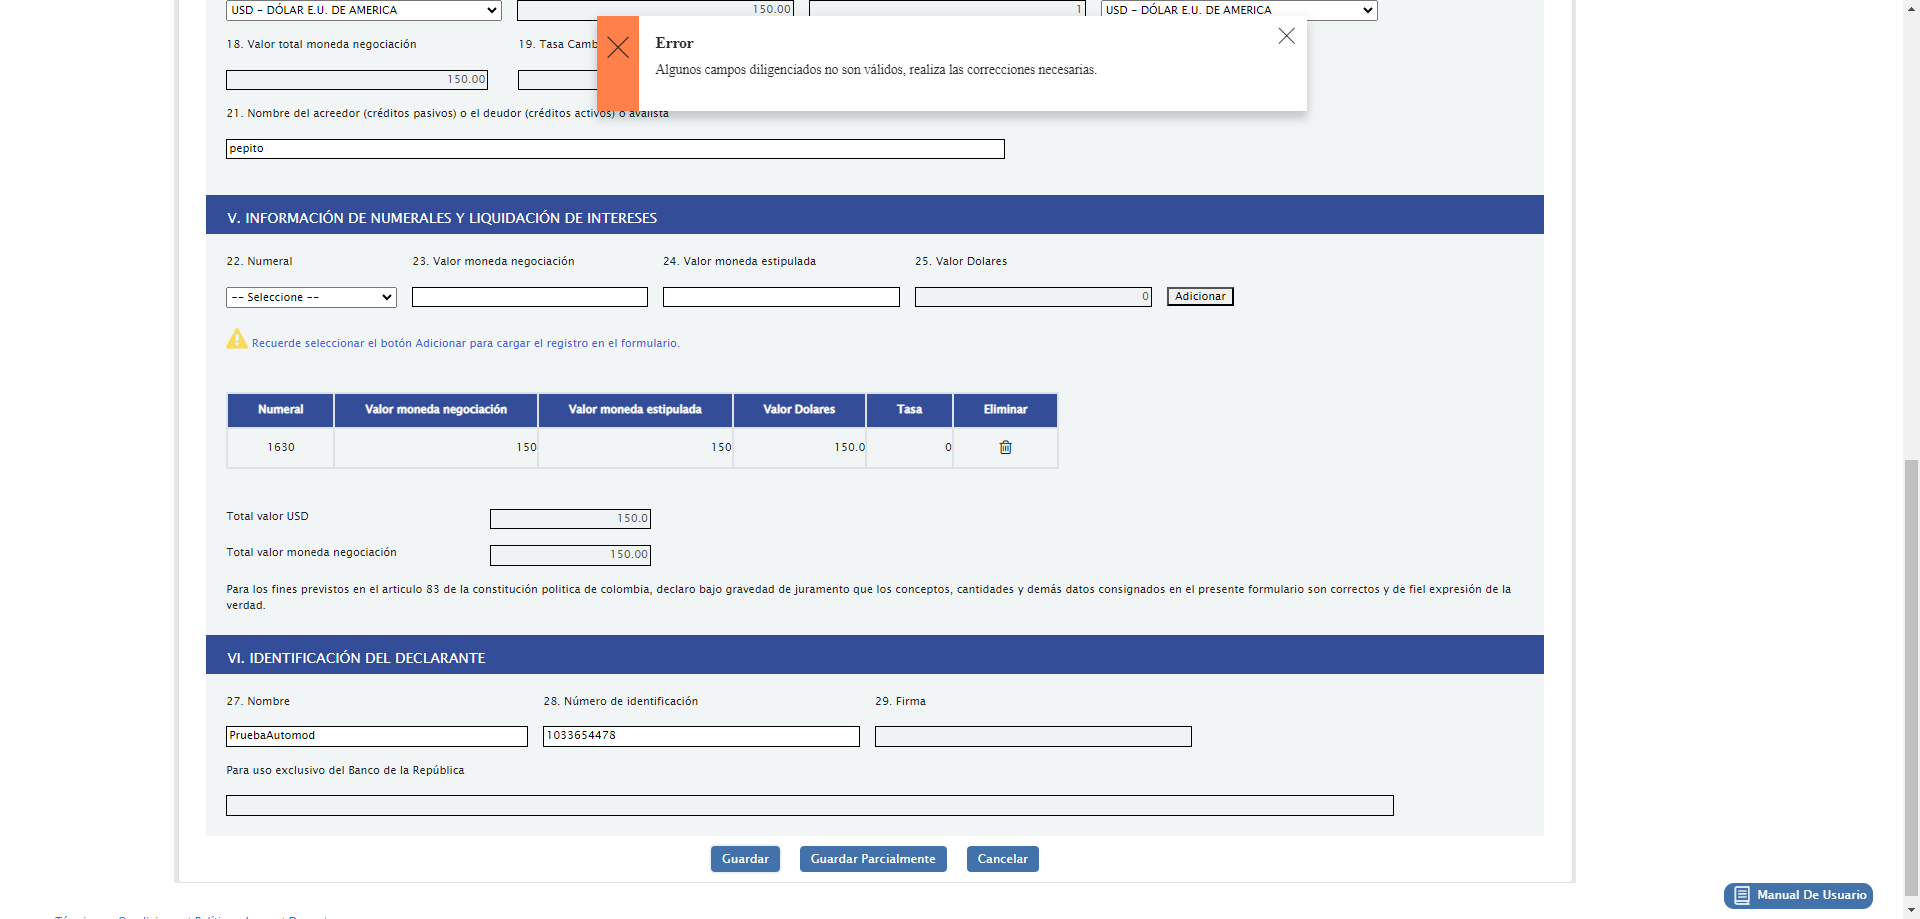 USD - DÓLAR E.U. DE AMERICA
150.00
1
USD - DÓLAR E.U. DE AMERICA
Error
Algunos campos diligenciados no son válidos, realiza las correcciones necesarias.
18. Valor total moneda negociación
19. Tasa Camb
150.00
21. Nombre del acreedor (créditos pasivos) o el deudor (créditos activos) o avalista
pepito
V. INFORMACIÓN DE NUMERALES Y LIQUIDACIÓN DE INTERESES
22. Numeral
23. Valor moneda negociación
24. Valor moneda estipulada
25. Valor Dolares
-- Seleccione --
0
Adicionar
Recuerde seleccionar el botón Adicionar para cargar el registro en el formulario.
Numeral
Valor moneda negociación
Valor moneda estipulada
Valor Dolares
Tasa
Eliminar
1630
150
150
150.0
0
Total valor USD
150.0
Total valor moneda negociación
150.00
Para los fines previstos en el articulo 83 de la constitución politica de colombia, declaro bajo gravedad de juramento que los conceptos, cantidades y demás datos consignados en el presente formulario son correctos y de fiel expresión de la
verdad.
VI. IDENTIFICACIÓN DEL DECLARANTE
27. Nombre
28. Número de identificación
29. Firma
PruebaAutomod
1033654478
Para uso exclusivo del Banco de la República
Guardar
Guardar Parcialmente
Cancelar
Manual De Usuario